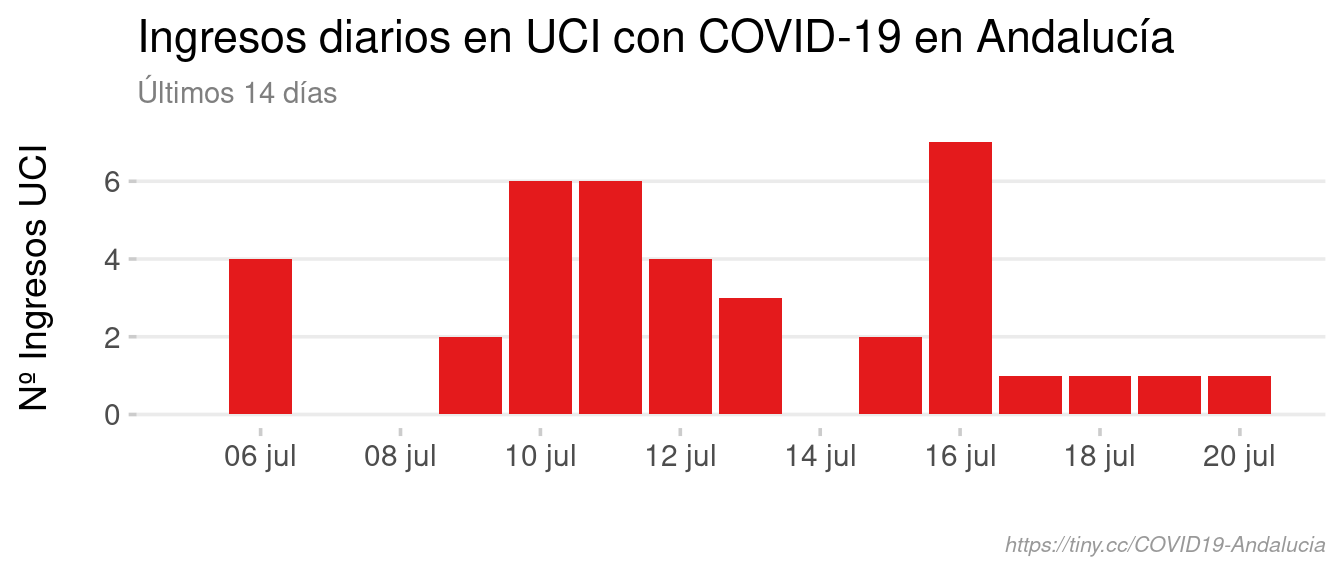 Ingresos diarios en UCI con COVID-19 en Andalucía
Últimos 14 días
Nº Ingresos UCI
6
4
2
0
06 jul 08 jul 10 jul 12 jul 14 jul 16 jul 18 jul 20 jul
https://tiny.cc/COVID19-Andalucia